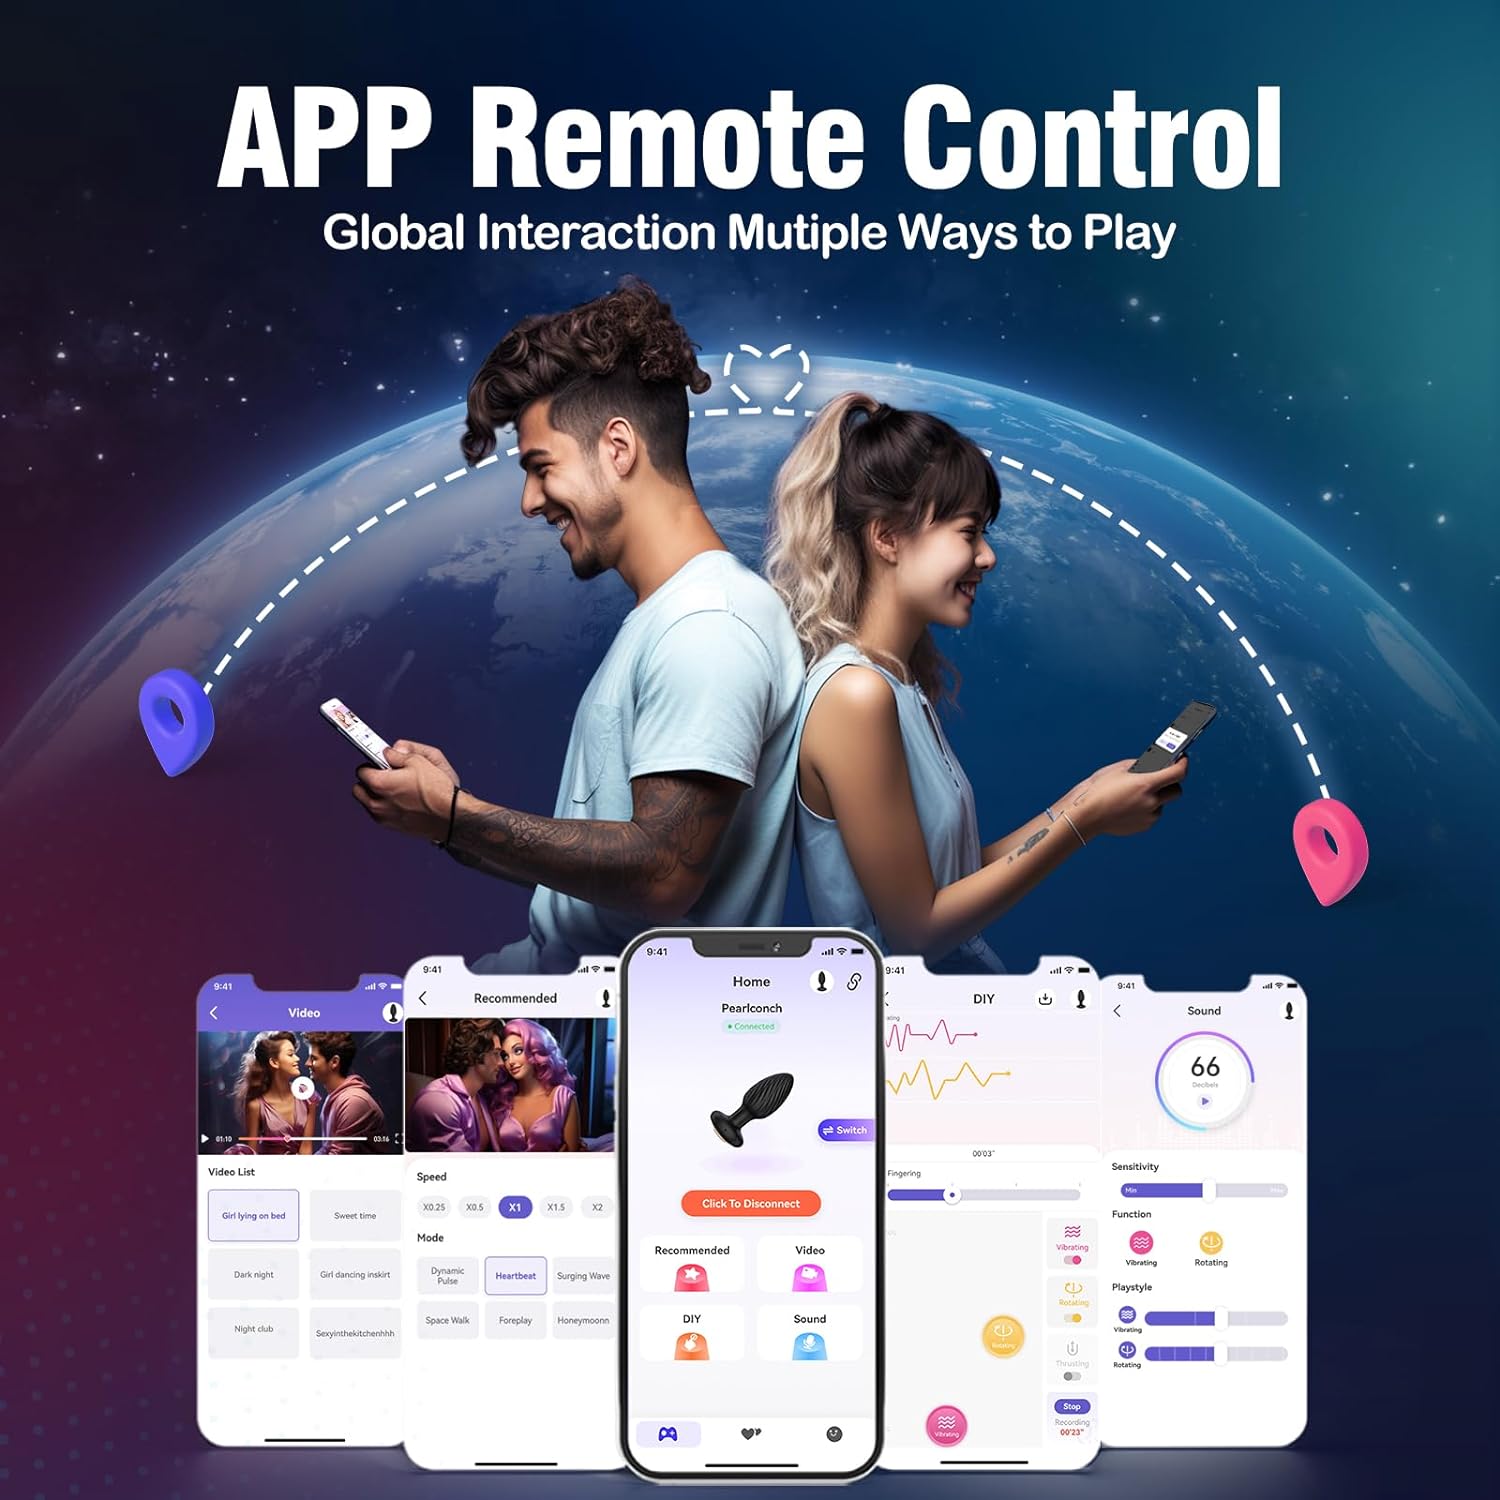 APP Remote Control
Global Interaction Mutiple Ways to Play
9:41
Video
01:10
03:16
Video List
Girl lying on bed
Sweet time
Dark night
Girl dancing inskirt
Night club
Sexyinthekitchenhhh
9:41
Recommended
Speed
X0.25
X0.5
X1
X1.5
X2
Mode
Dynamic
Pulse
Heartbeat
Surging Wave
Space Walk
Foreplay
Honeymoonn
9:41
Home
Pearlconch
Connected
Switch
Click To Disconnect
Recommended
Video
DIY
Sound
9:41
DIY
00'03"
Fingering
Vibrating
Rotating
Thrusting
Rotating
Vibrating
Stop
Recording
00'23"
9:41
Sound
66
Decibels
Sensitivity
Min
Max
Function
Vibrating
Rotating
Playstyle
Vibrating
Rotating